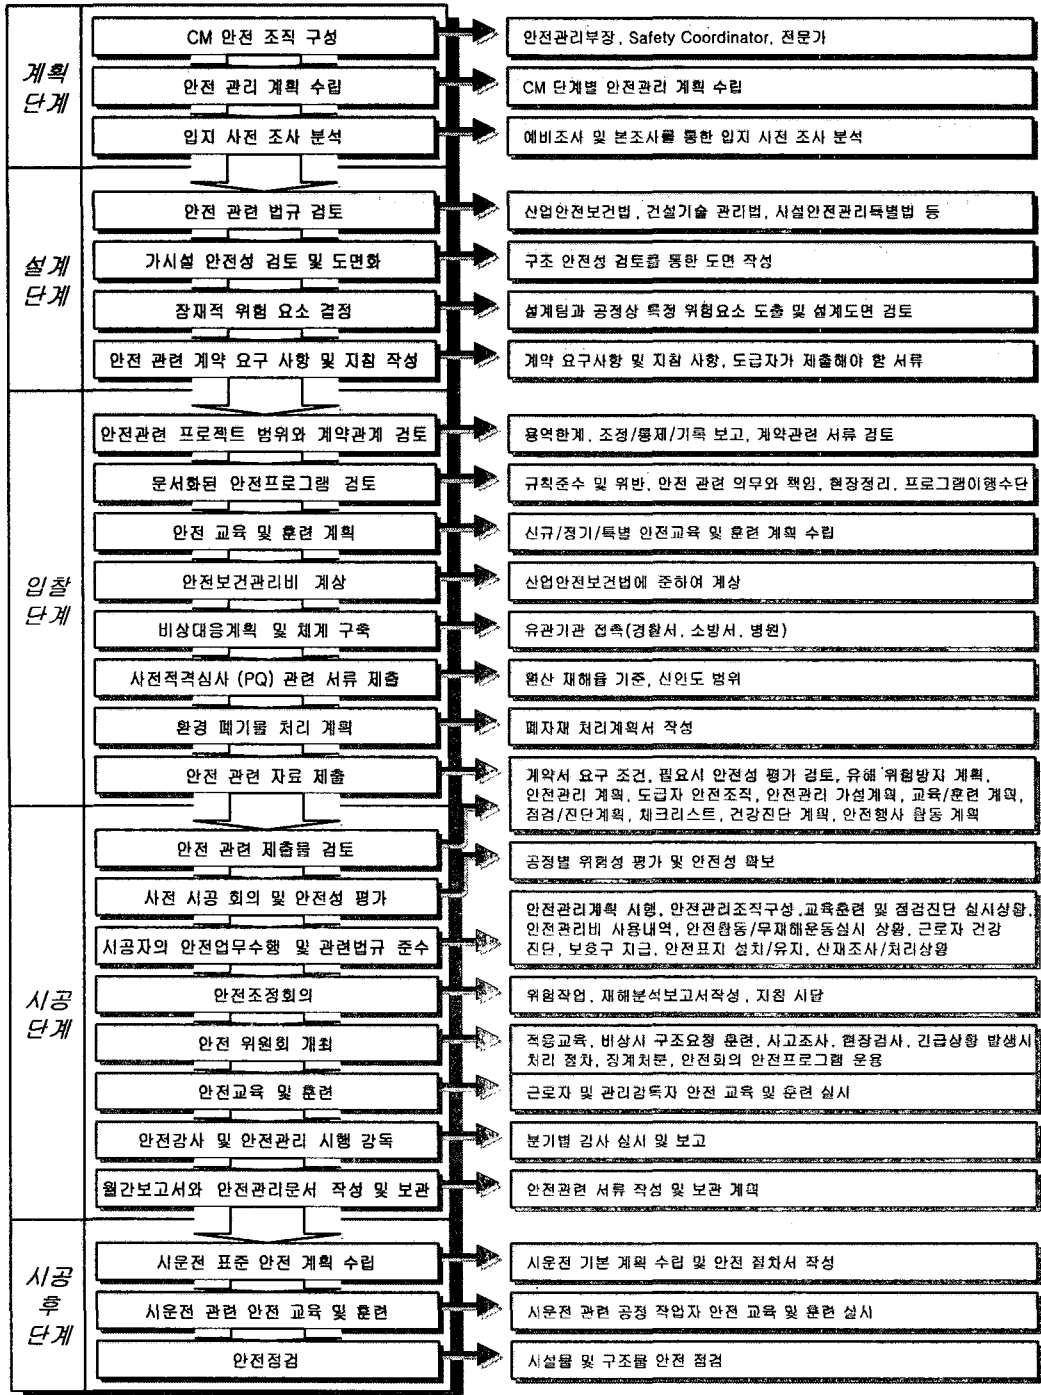 계획
단계
CM 안전 조직 구성
안전관리부장, Safety Coordinator, 전문가
안전 관리 계획 수립
CM 단계별 안전관리 계획 수립
입지 사전 조사 분석
예비조사 및 본조사를 통한 입지 사전 조사 분석
설계
단계
안전 관련 법규 검토
산업안전보건법, 건설기술 관리법, 시설안전관리특별법 등
가시설 안전성 검토 및 도면화
구조 안전성 검토를 통한 도면 작성
잠재적 위험 요소 결정
설계팀과 공정상 특정 위험요소 도출 및 설계도면 검토
안전 관련 계약 요구 사항 및 지침 작성
계약 요구사항 및 지침 사항, 도급자가 제출해야 할 서류
입찰
단계
안전관련 프로젝트 범위와 계약관계 검토
용역한계, 조정/통제/기록 보고, 계약관련 서류 검토
문서화된 안전프로그램 검토
규칙준수 및 위반, 안전 관련 의무와 책임, 현장정리, 프로그램이행수단
안전 교육 및 훈련 계획
신규/정기/특별 안전교육 및 훈련 계획 수립
안전보건관리비 계상
산업안전보건법에 준하여 계상
비상대응계획 및 체계 구축
유관기관 접촉(경찰서, 소방서, 병원)
사전적격심사 (PQ) 관련 서류 제출
환산 재해율 기준, 신인도 범위
환경 폐기물 처리 계획
폐자재 처리계획서 작성
안전 관련 자료 제출
계약서 요구 조건, 필요시 안전성 평가 검토, 유해 위험방지 계획,
안전관리 계획, 도급자 안전조직, 안전관리 가설계획, 교육/훈련 계획,
점검/진단계획, 체크리스트, 건강진단 계획, 안전행사 활동 계획
시공
단계
안전 관련 제출물 검토
공정별 위험성 평가 및 안전성 확보
사전 시공 회의 및 안전성 평가
시공자의 안전업무수행 및 관련법규 준수
안전관리계획 시행, 안전관리조직구성, 교육훈련 및 점검진단 실시상황,
안전관리비 사용내역, 안전활동/무재해운동실시 상황, 근로자 건강
진단, 보호구 지급, 안전표지 설치/유지, 산재조사/처리상황
안전조정회의
위험작업, 재해분석보고서작성, 지침 시달
안전 위원회 개최
적응교육, 비상시 구조요청 훈련, 사고조사, 현장검사, 긴급상황 발생시
처리 절차, 징계처분, 안전회의 안전프로그램 운용
안전교육 및 훈련
근로자 및 관리감독자 안전 교육 및 훈련 실시
안전감사 및 안전관리 시행 감독
분기별 감사 실시 및 보고
월간보고서와 안전관리문서 작성 및 보관
안전관련 서류 작성 및 보관 계획
시공
후
단계
시운전 표준 안전 계획 수립
시운전 기본 계획 수립 및 안전 절차서 작성
시운전 관련 안전 교육 및 훈련
시운전 관련 공정 작업자 안전 교육 및 훈련 실시
안전점검
시설물 및 구조물 안전 점검